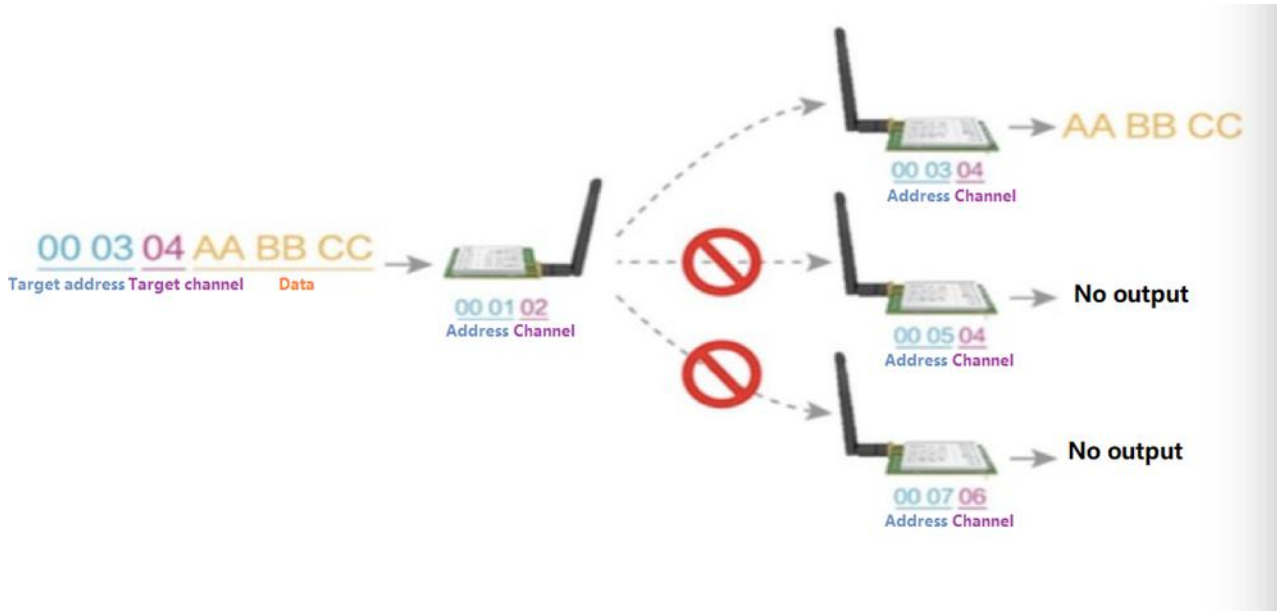 00 03 04 AA BB CC
Target address Target channel Data
00 01 02
Address Channel
AA BB CC
00 03 04
Address Channel
No output
00 05 04
Address Channel
No output
00 07 06
Address Channel